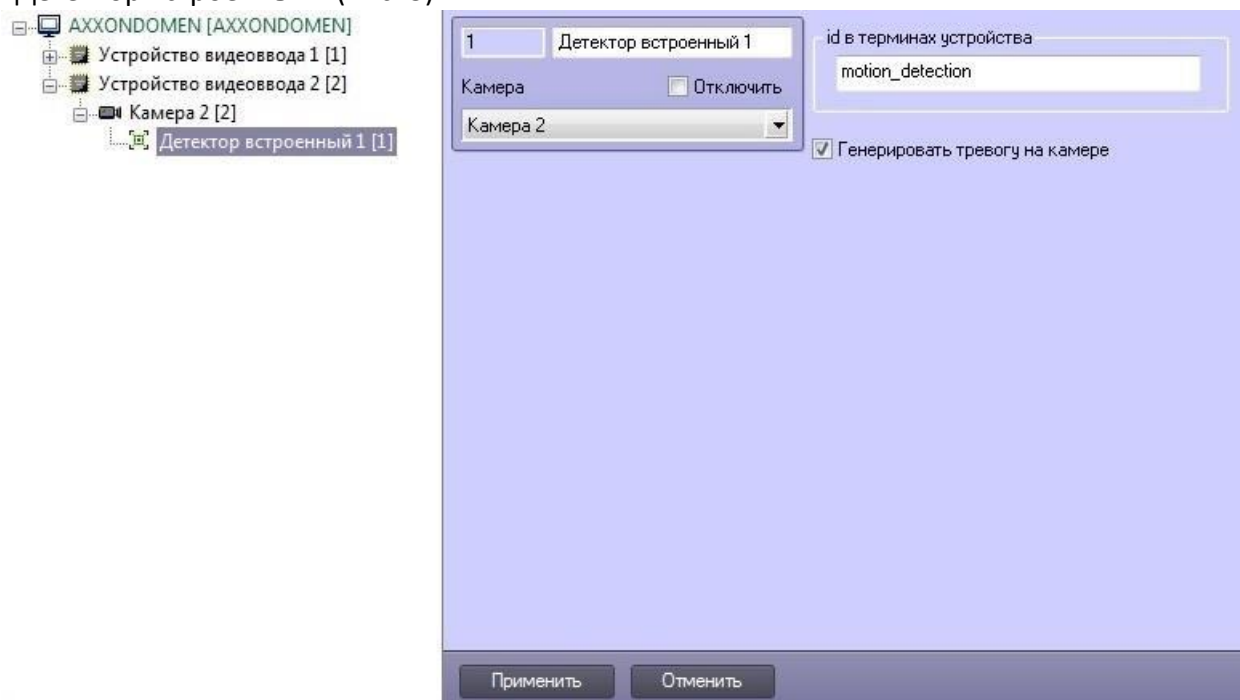 AXXONDOMEN [AXXONDOMEN]
Устройство видеоввода 1 [1]
Устройство видеоввода 2 [2]
Камера 2 [2]
Детектор встроенный 1 [1]
1
Детектор встроенный 1
Камера
Отключить
Камера 2
id в терминах устройства
motion_detection
Генерировать тревогу на камере
Применить
Отменить